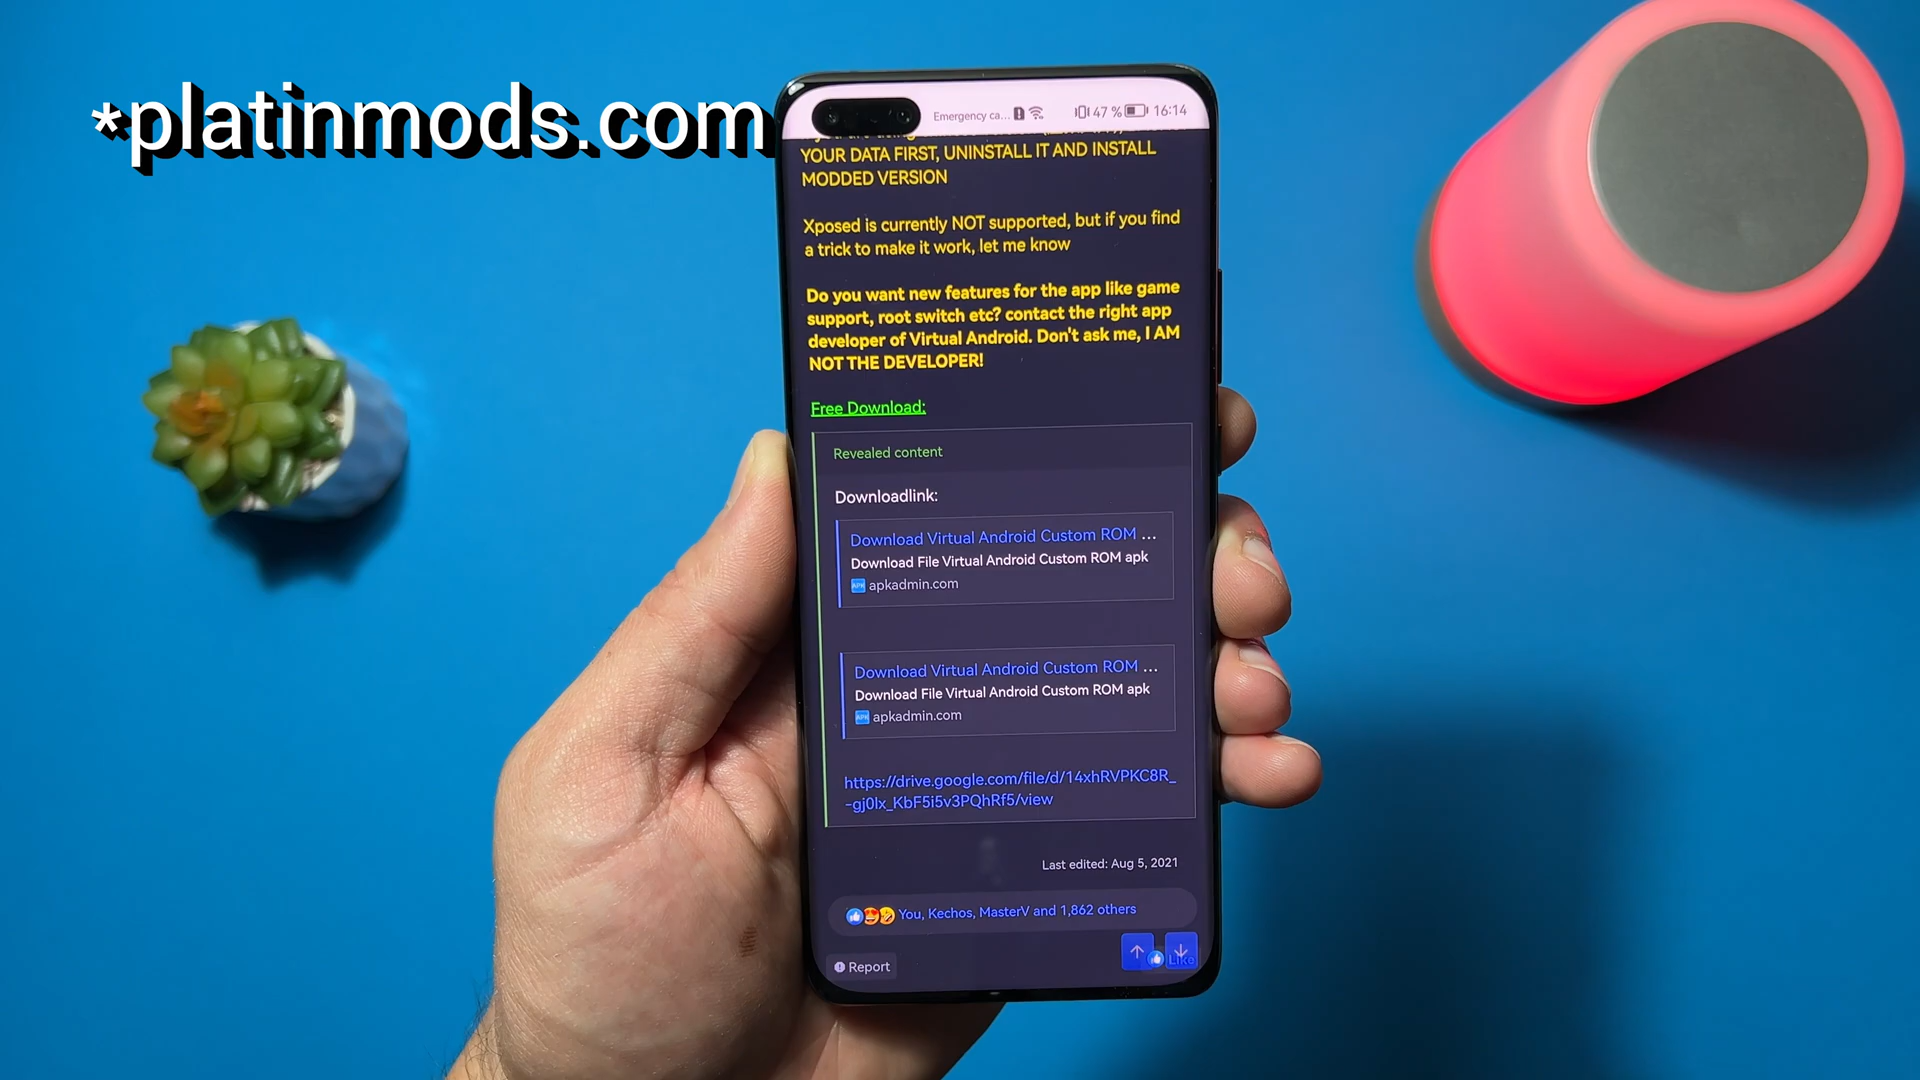 *platinmods.com
Emergency ca...
47 %
16:14
YOUR DATA FIRST, UNINSTALL IT AND INSTALL
MODDED VERSION
Xposed is currently NOT supported, but if you find
a trick to make it work, let me know
Do you want new features for the app like game
support, root switch etc? contact the right app
developer of Virtual Android. Don't ask me, I AM
NOT THE DEVELOPER!
Free Download:
Revealed content
Downloadlink:
Download Virtual Android Custom ROM ...
Download File Virtual Android Custom ROM apk
APK apkadmin.com
Download Virtual Android Custom ROM ...
Download File Virtual Android Custom ROM apk
APK apkadmin.com
https://drive.google.com/file/d/14xhRVPKC8R_
-gj0lx_KbF5i5v3PQhRf5/view
Last edited: Aug 5, 2021
You, Kechos, MasterV and 1,862 others
Report
Like